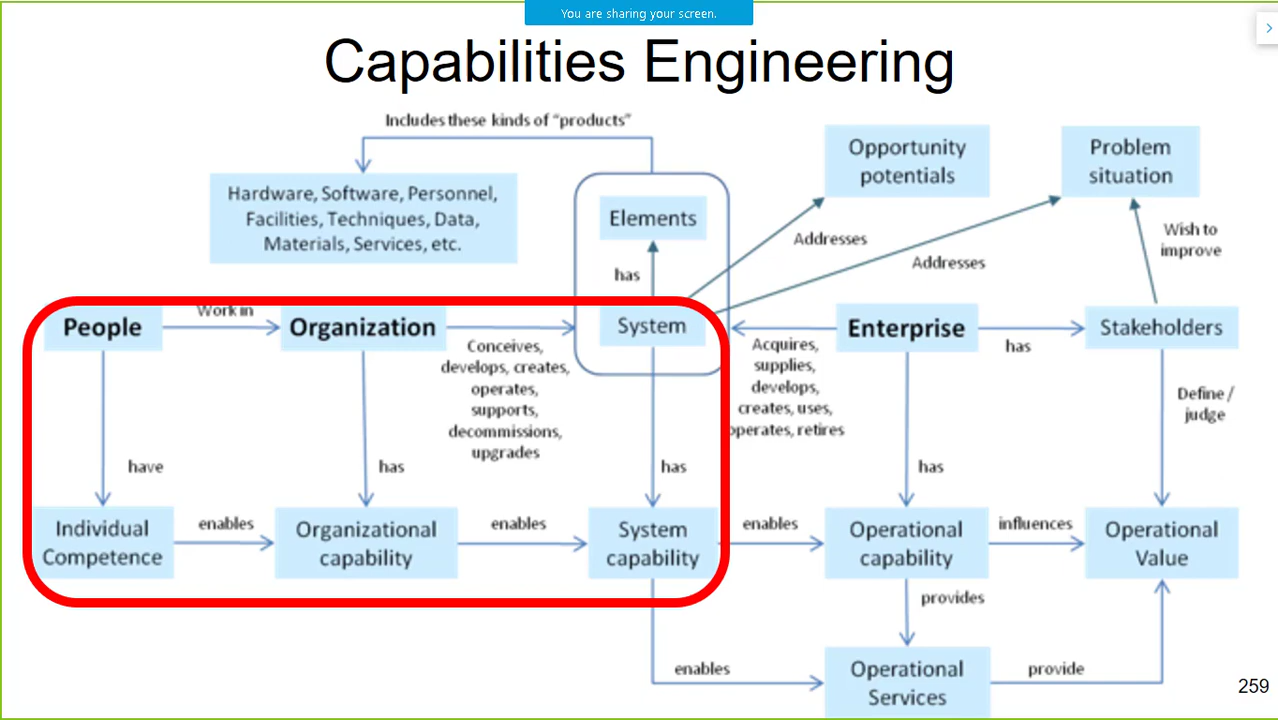 You are sharing your screen.
Capabilities Engineering
Includes these kinds of "products"
Hardware, Software, Personnel,
Facilities, Techniques, Data,
Materials, Services, etc.
Elements
Opportunity
potentials
Problem
situation
has
Addresses
Addresses
Wish to
improve
People
Work in
Organization
System
Enterprise
has
Stakeholders
Conceives,
develops, creates,
operates,
supports,
decommissions,
upgrades
Acquires,
supplies,
develops,
creates, uses,
operates, retires
Define /
judge
have
has
has
has
Individual
Competence
enables
Organizational
capability
enables
System
capability
enables
Operational
capability
influences
Operational
Value
provides
enables
Operational
Services
provide
259